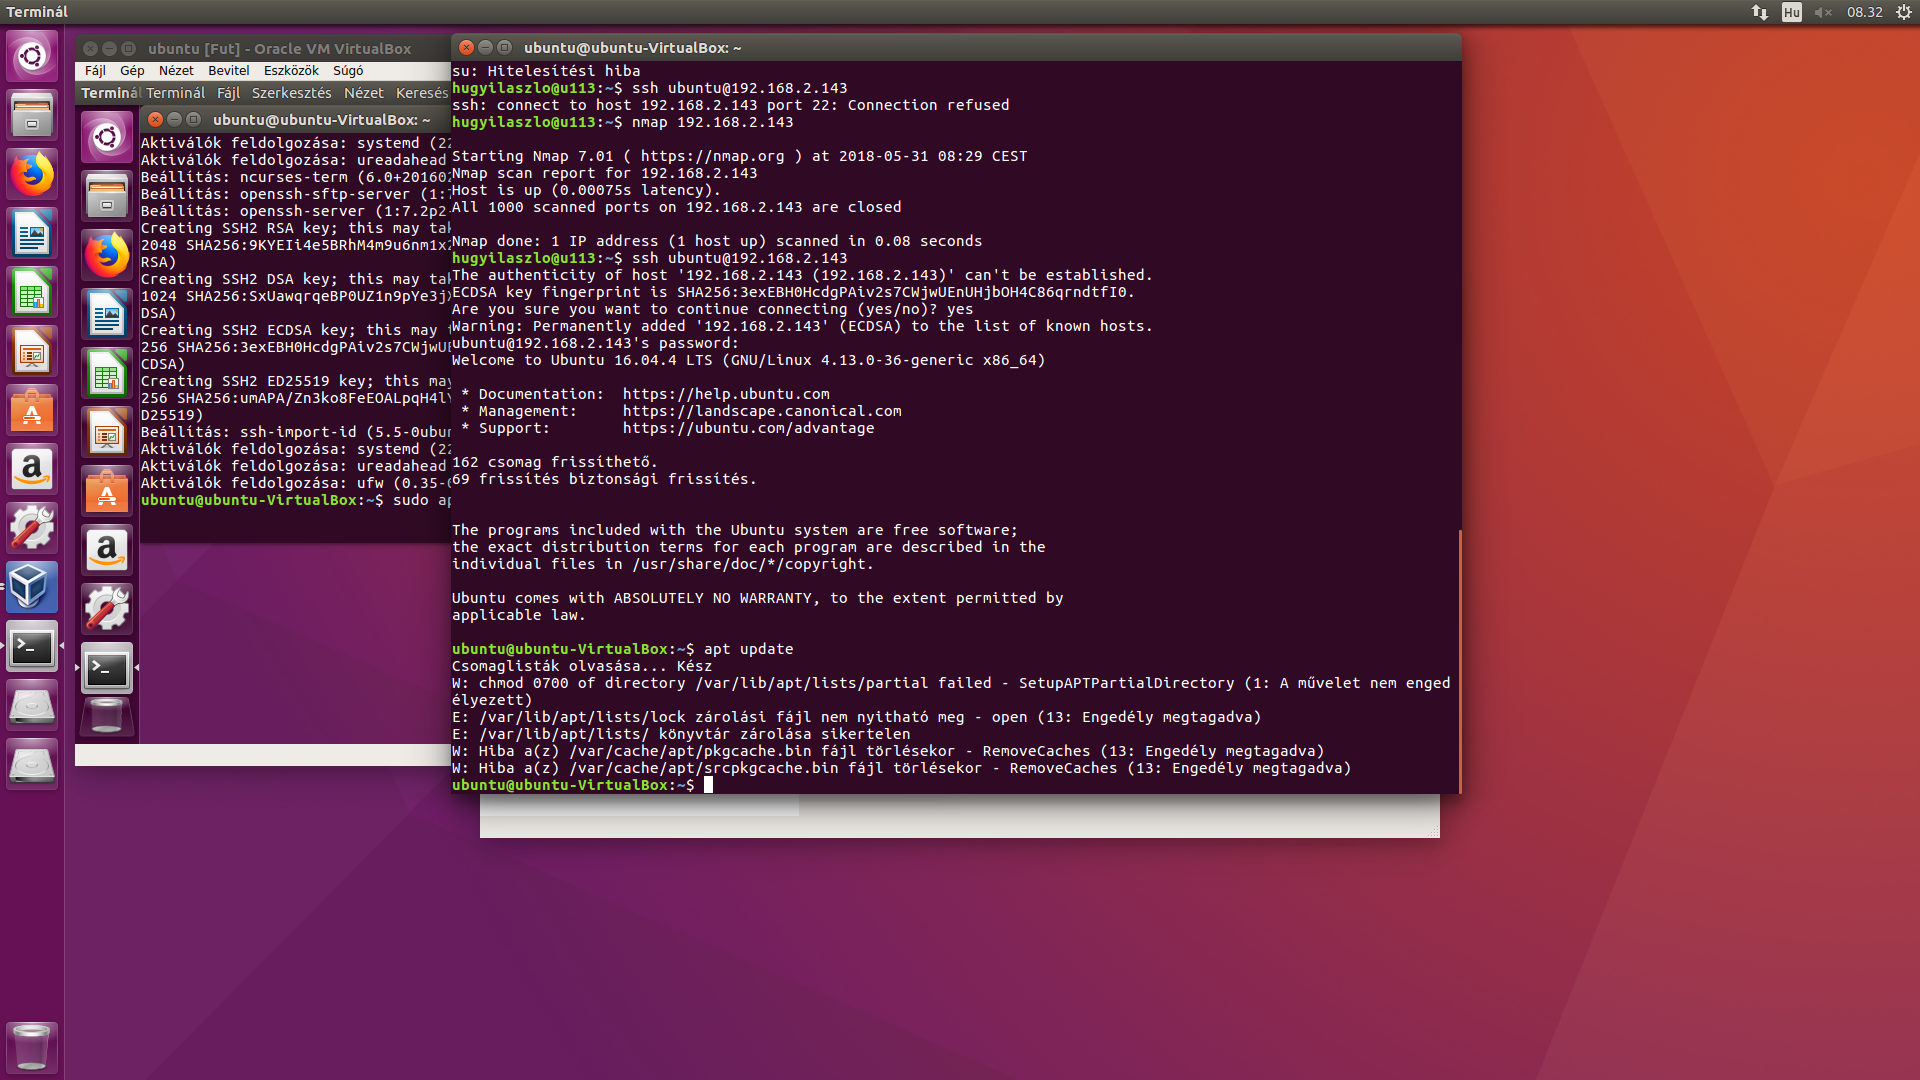 Terminál
Hu
08.32
ubuntu [Fut] - Oracle VM VirtualBox
Fájl Gép Nézet Bevitel Eszközök Súgó
Terminál Terminál Fájl Szerkesztés Nézet Keresés
ubuntu@ubuntu-VirtualBox: ~
Aktiválók feldolgozása: systemd (22
Aktiválók feldolgozása: ureadahead
Beállítás: ncurses-term (6.0+201602
Beállítás: openssh-sftp-server (1:7
Beállítás: openssh-server (1:7.2p2-
Creating SSH2 RSA key; this may tak
2048 SHA256:9KYEIi4e5BRhM4m9u6nm1x2
RSA)
Creating SSH2 DSA key; this may tak
1024 SHA256:SxUawqrqeBP0UZ1n9pYe3j
DSA)
Creating SSH2 ECDSA key; this may t
256 SHA256:3exEBH0HcdgPAiv2s7CWjwUE
CDSA)
Creating SSH2 ED25519 key; this may
256 SHA256:umAPA/Zn3ko8FeEOALpqH4lY
D25519)
Beállítás: ssh-import-id (5.5-0ubun
Aktiválók feldolgozása: systemd (22
Aktiválók feldolgozása: ureadahead
Aktiválók feldolgozása: ufw (0.35-0
ubuntu@ubuntu-VirtualBox:~$ sudo ap
ubuntu@ubuntu-VirtualBox: ~
su: Hitelesítési hiba
hugyilaszlo@u113:~$ ssh ubuntu@192.168.2.143
ssh: connect to host 192.168.2.143 port 22: Connection refused
hugyilaszlo@u113:~$ nmap 192.168.2.143
Starting Nmap 7.01 ( https://nmap.org ) at 2018-05-31 08:29 CEST
Nmap scan report for 192.168.2.143
Host is up (0.00075s latency).
All 1000 scanned ports on 192.168.2.143 are closed
Nmap done: 1 IP address (1 host up) scanned in 0.08 seconds
hugyilaszlo@u113:~$ ssh ubuntu@192.168.2.143
The authenticity of host '192.168.2.143 (192.168.2.143)' can't be established.
ECDSA key fingerprint is SHA256:3exEBH0HcdgPAiv2s7CWjwUEnUHjbOH4C86qrndtfI0.
Are you sure you want to continue connecting (yes/no)? yes
Warning: Permanently added '192.168.2.143' (ECDSA) to the list of known hosts.
ubuntu@192.168.2.143's password:
Welcome to Ubuntu 16.04.4 LTS (GNU/Linux 4.13.0-36-generic x86_64)
* Documentation: https://help.ubuntu.com
* Management: https://landscape.canonical.com
* Support: https://ubuntu.com/advantage
162 csomag frissíthető.
69 frissítés biztonsági frissítés.
The programs included with the Ubuntu system are free software;
the exact distribution terms for each program are described in the
individual files in /usr/share/doc/*/copyright.
Ubuntu comes with ABSOLUTELY NO WARRANTY, to the extent permitted by
applicable law.
ubuntu@ubuntu-VirtualBox:~$ apt update
Csomaglisták olvasása... Kész
W: chmod 0700 of directory /var/lib/apt/lists/partial failed - SetupAPTPartialDirectory (1: A művelet nem enged
élyezett)
E: /var/lib/apt/lists/lock zárolási fájl nem nyitható meg - open (13: Engedély megtagadva)
E: /var/lib/apt/lists/ könyvtár zárolása sikertelen
W: Hiba a(z) /var/cache/apt/pkgcache.bin fájl törlésekor - RemoveCaches (13: Engedély megtagadva)
W: Hiba a(z) /var/cache/apt/srcpkgcache.bin fájl törlésekor - RemoveCaches (13: Engedély megtagadva)
ubuntu@ubuntu-VirtualBox:~$